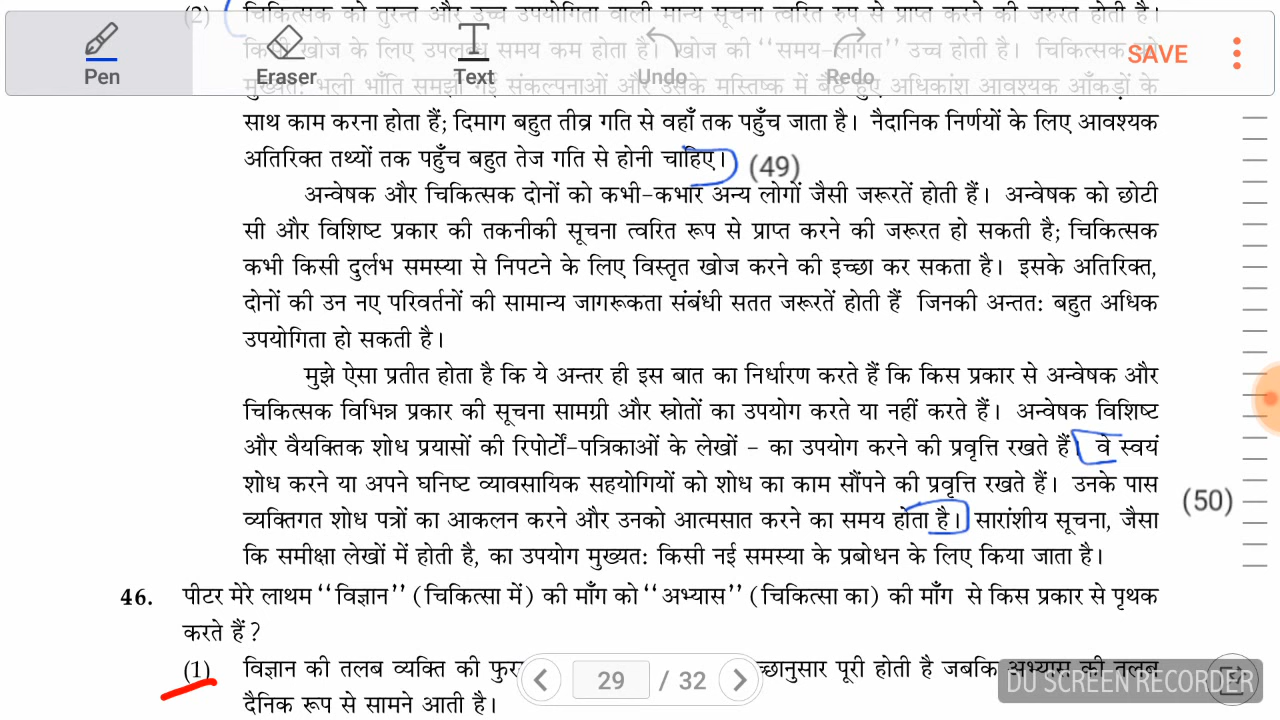 (2) चिकित्सक को तुरन्त और उच्च उपयोगिता वाली मान्य सूचना त्वरित रुप से प्राप्त करने की जरुरत होती है।
किसी खोज के लिए उपलब्ध समय कम होता है। खोज की "समय-लागत" उच्च होती है। चिकित्सक को
Pen Eraser Text Undo Redo SAVE
मुख्यत: भली भाँति समझी गई संकल्पनाओं और उसके मस्तिष्क में बैठे हुए अधिकांश आवश्यक आँकड़ों के
साथ काम करना होता हैं; दिमाग बहुत तीव्र गति से वहाँ तक पहुँच जाता है। नैदानिक निर्णयों के लिए आवश्यक
अतिरिक्त तथ्यों तक पहुँच बहुत तेज गति से होनी चाहिए। (49)
अन्वेषक और चिकित्सक दोनों को कभी-कभार अन्य लोगों जैसी जरूरतें होती हैं। अन्वेषक को छोटी
सी और विशिष्ट प्रकार की तकनीकी सूचना त्वरित रूप से प्राप्त करने की जरूरत हो सकती है; चिकित्सक
कभी किसी दुर्लभ समस्या से निपटने के लिए विस्तृत खोज करने की इच्छा कर सकता है। इसके अतिरिक्त,
दोनों की उन नए परिवर्तनों की सामान्य जागरूकता संबंधी सतत जरूरतें होती हैं जिनकी अन्तत: बहुत अधिक
उपयोगिता हो सकती है।
मुझे ऐसा प्रतीत होता है कि ये अन्तर ही इस बात का निर्धारण करते हैं कि किस प्रकार से अन्वेषक और
चिकित्सक विभिन्न प्रकार की सूचना सामग्री और स्रोतों का उपयोग करते या नहीं करते हैं। अन्वेषक विशिष्ट
और वैयक्तिक शोध प्रयासों की रिपोर्टों-पत्रिकाओं के लेखों - का उपयोग करने की प्रवृत्ति रखते हैं। वे स्वयं
शोध करने या अपने घनिष्ट व्यावसायिक सहयोगियों को शोध का काम सौंपने की प्रवृत्ति रखते हैं। उनके पास
व्यक्तिगत शोध पत्रों का आकलन करने और उनको आत्मसात करने का समय होता है। सारांशीय सूचना, जैसा (50)
कि समीक्षा लेखों में होती है, का उपयोग मुख्यत: किसी नई समस्या के प्रबोधन के लिए किया जाता है।
46. पीटर मेरे लाथम "विज्ञान" (चिकित्सा में) की माँग को "अभ्यास" (चिकित्सा का) की माँग से किस प्रकार से पृथक
करते हैं ?
(1) विज्ञान की तलब व्यक्ति की होती है जबकि अभ्यास की तलब
29 / 32
DU SCREEN RECORDER
दैनिक रूप से सामने आती है।